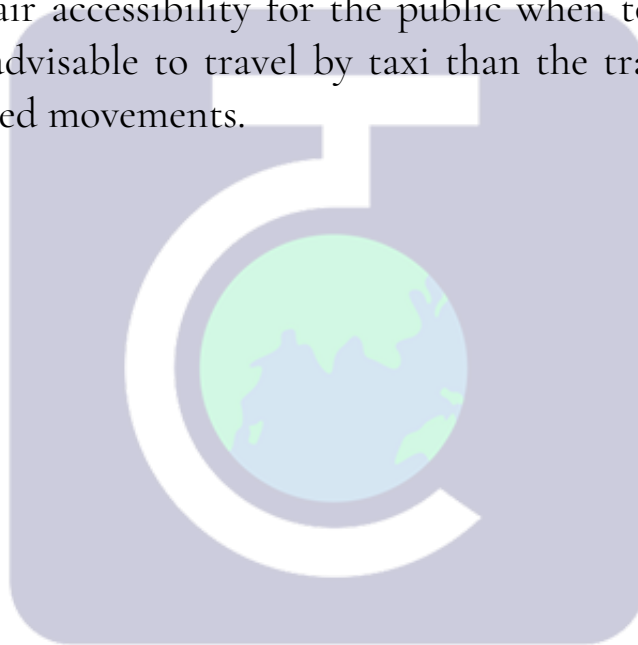 air accessibility for the public when to
advisable to travel by taxi than the tra
ed movements.